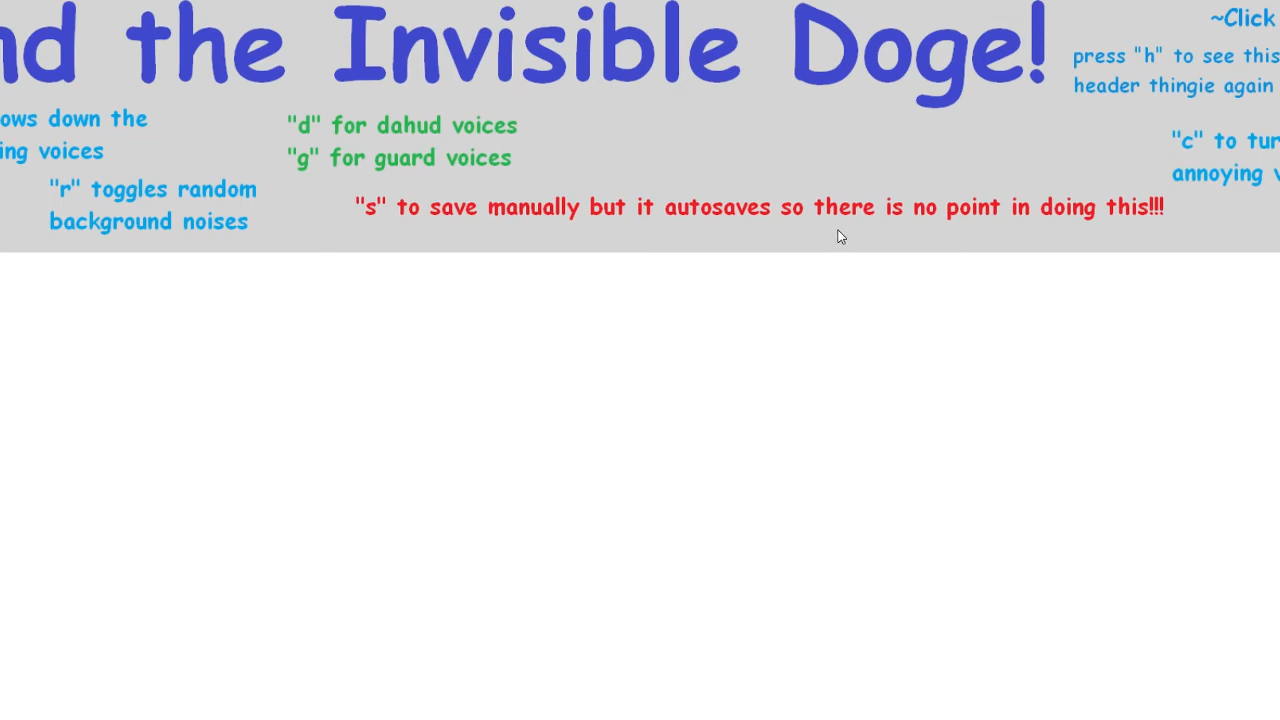 nd the Invisible Doge!
~Click
press "h" to see this
header thingie again
ows down the
ing voices
"d" for dahud voices
"g" for guard voices
"c" to tur
annoying v
"r" toggles random
background noises
"s" to save manually but it autosaves so there is no point in doing this!!!